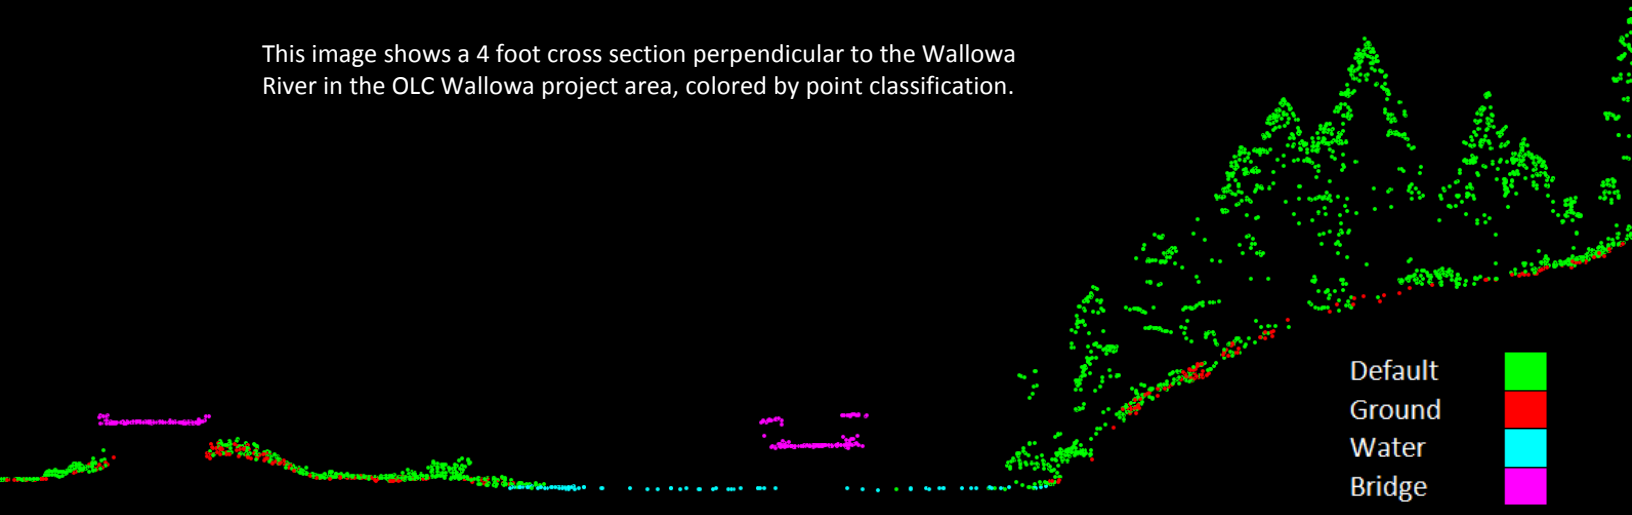 This image shows a 4 foot cross section perpendicular to the Wallowa
River in the OLC Wallowa project area, colored by point classification.
Default
Ground
Water
Bridge